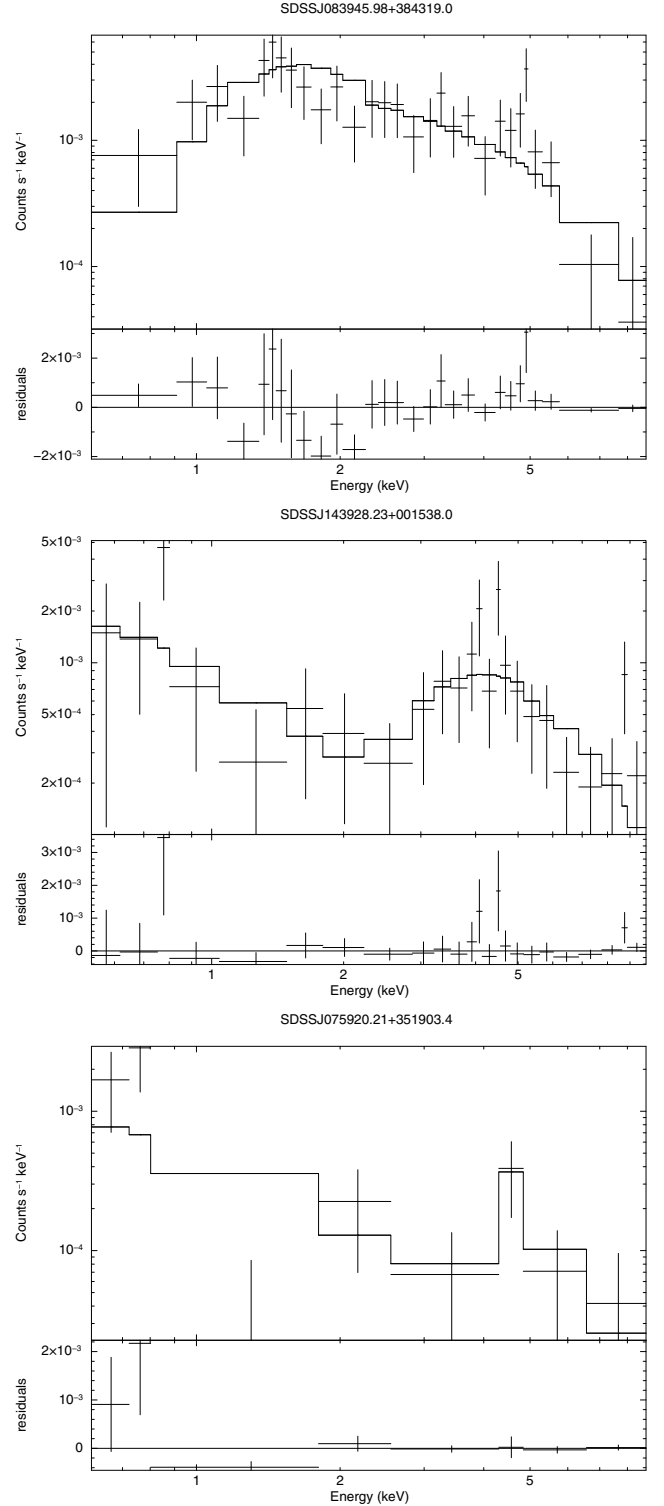 SDSSJ083945.98+384319.0
10⁻³
10⁻⁴
Counts s⁻¹ keV⁻¹
2×10⁻³
0
−2×10⁻³
residuals
1 2 5
Energy (keV)
SDSSJ143928.23+001538.0
5×10⁻³
2×10⁻³
10⁻³
5×10⁻⁴
2×10⁻⁴
Counts s⁻¹ keV⁻¹
3×10⁻³
2×10⁻³
10⁻³
0
residuals
1 2 5
Energy (keV)
SDSSJ075920.21+351903.4
10⁻³
10⁻⁴
Counts s⁻¹ keV⁻¹
2×10⁻³
10⁻³
0
residuals
1 2 5
Energy (keV)